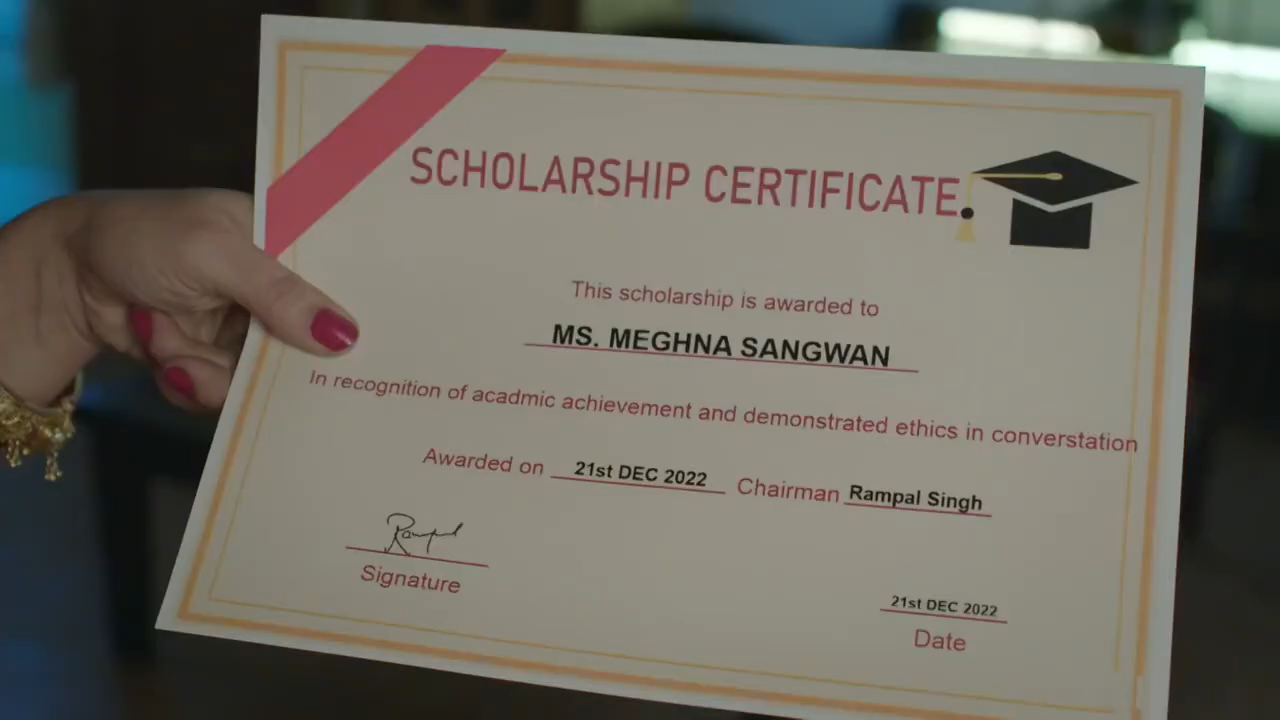 SCHOLARSHIP CERTIFICATE
This scholarship is awarded to
MS. MEGHNA SANGWAN
In recognition of acadmic achievement and demonstrated ethics in converstation
Awarded on 21st DEC 2022 Chairman Rampal Singh
Rampal
Signature
21st DEC 2022
Date